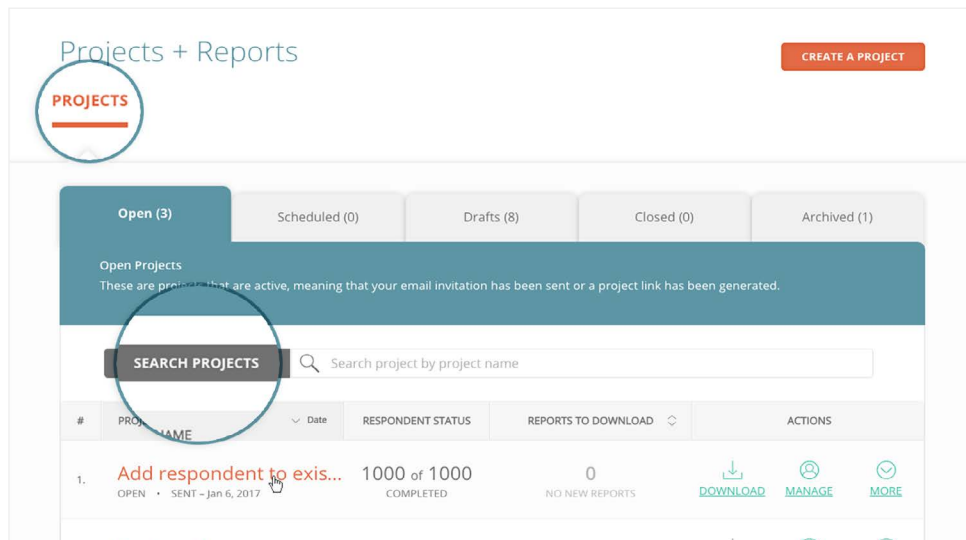 Projects + Reports
CREATE A PROJECT
PROJECTS
Open (3)
Scheduled (0)
Drafts (8)
Closed (0)
Archived (1)
Open Projects
These are projects that are active, meaning that your email invitation has been sent or a project link has been generated.
SEARCH PROJECTS
Search project by project name
# NAME Date RESPONDENT STATUS REPORTS TO DOWNLOAD ACTIONS
1. Add respondent to exis... 1000 of 1000 0
OPEN • SENT – Jan 6, 2017 COMPLETED NO NEW REPORTS DOWNLOAD MANAGE MORE